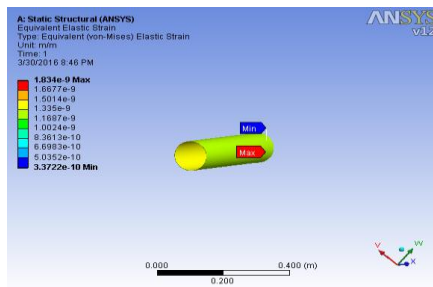 A: Static Structural (ANSYS)
Equivalent Elastic Strain
Type: Equivalent (von-Mises) Elastic Strain
Unit: m/m
Time: 1
3/30/2016 8:46 PM
1.834e-9 Max
1.6677e-9
1.5014e-9
1.335e-9
1.1687e-9
1.0024e-9
8.3613e-10
6.6983e-10
5.0352e-10
3.3722e-10 Min
ANSYS
v12
Min
Max
0.000
0.400 (m)
0.200
V
W
X